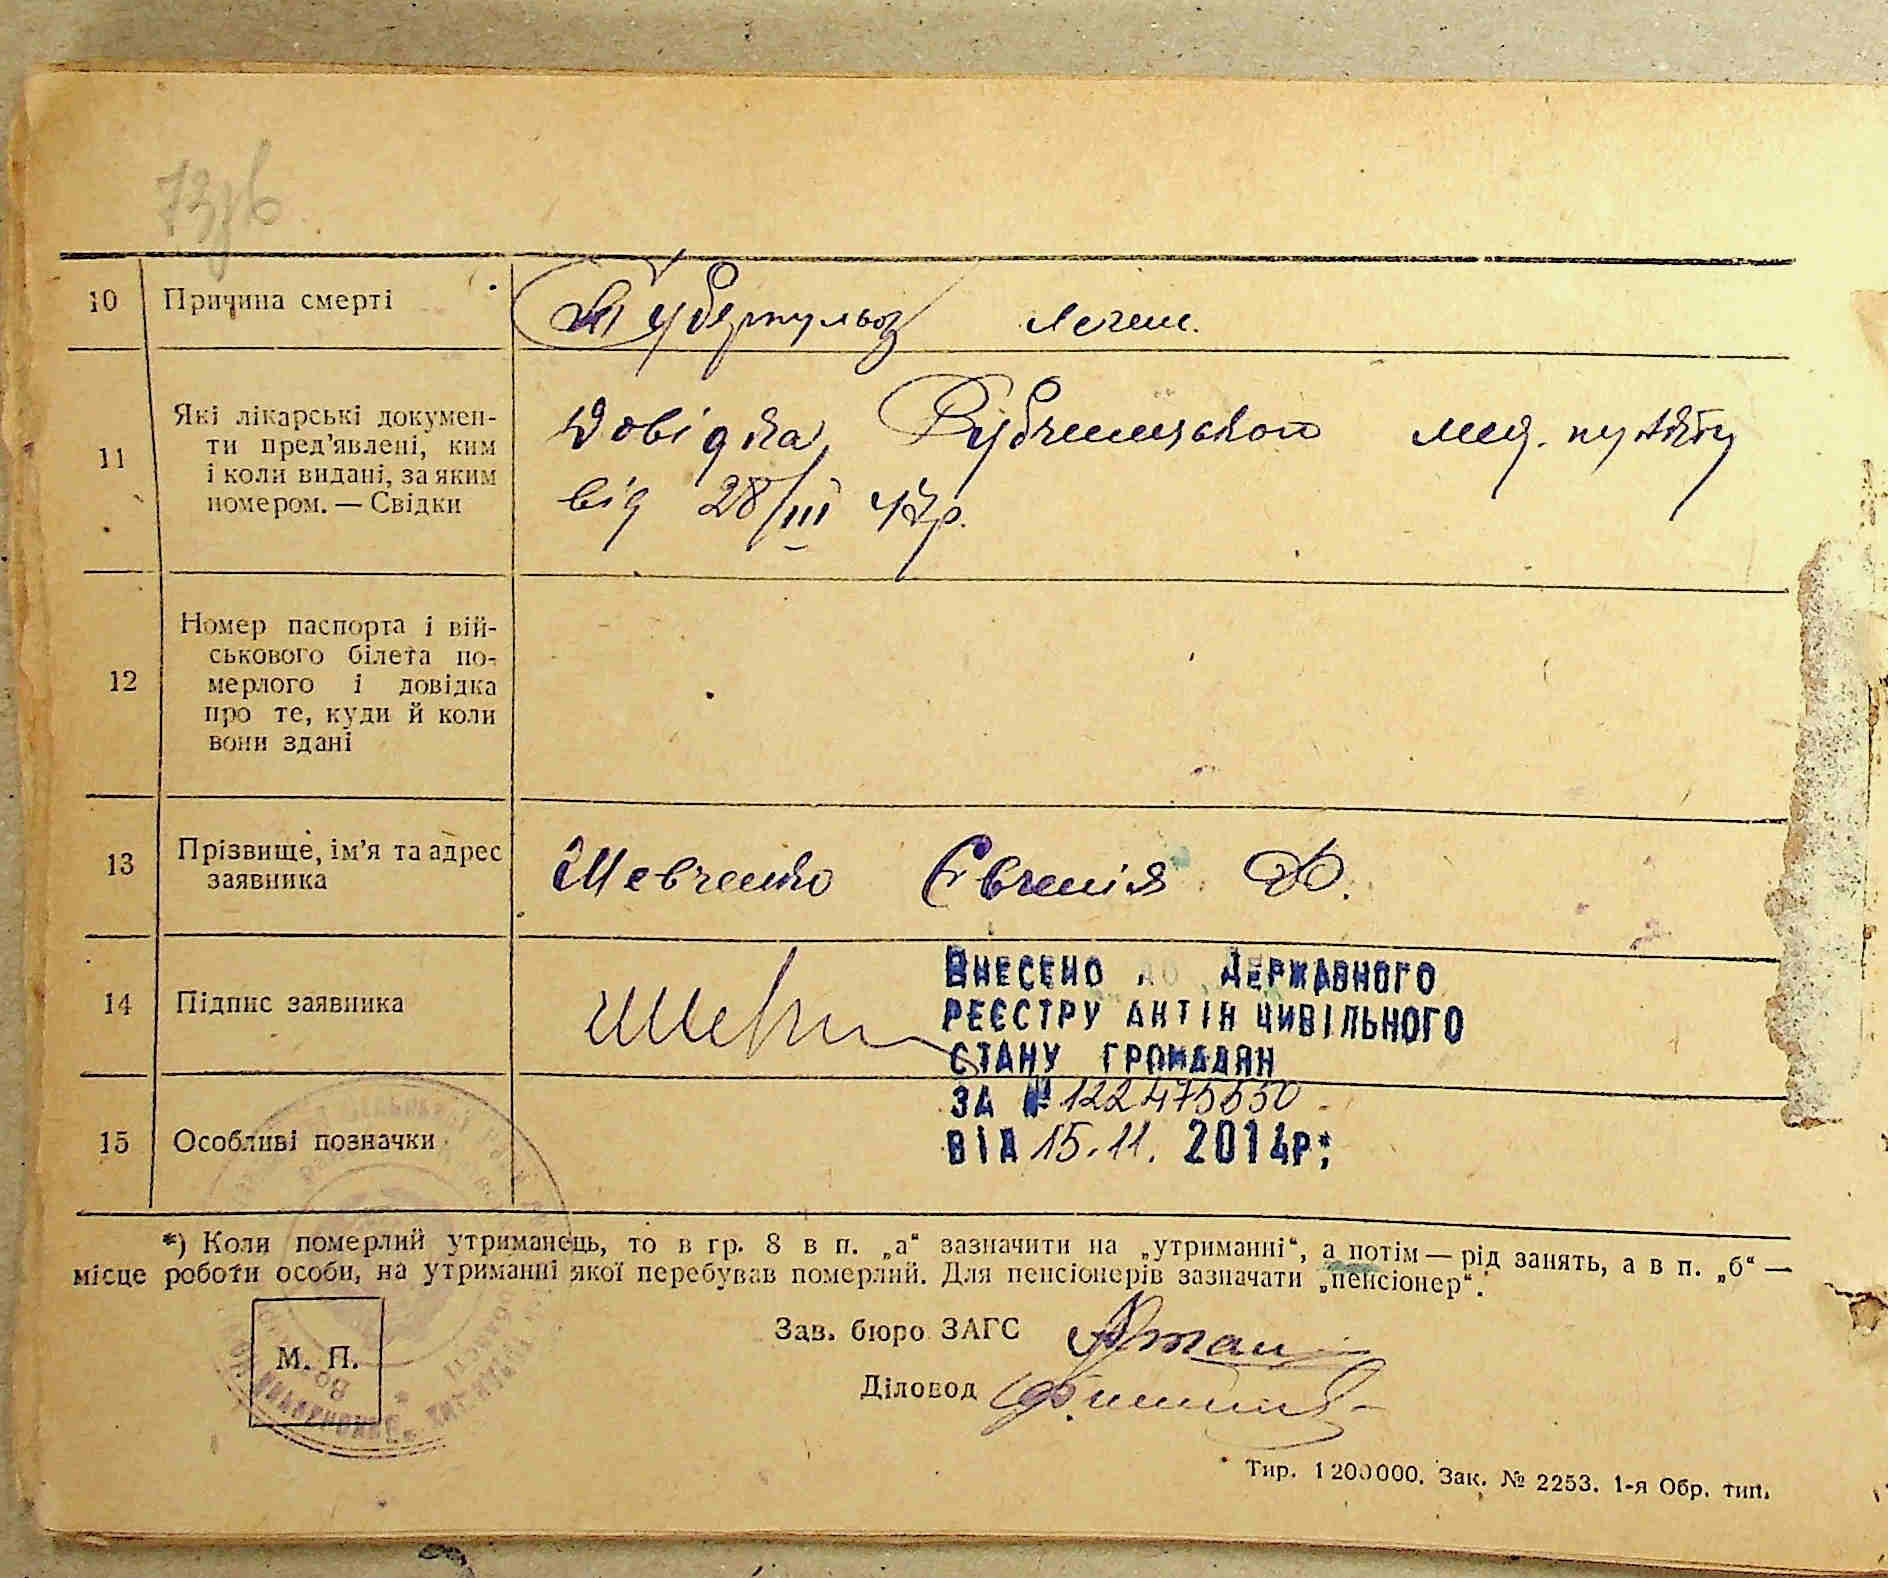 10 Причина смерті Туберкульоз легень.
11 Які лікарські докумен-
ти пред’явлені, ким
і коли видані, за яким
номером. — Свідки
Довідка мед. пункту
від 28/III 47р.
12 Номер паспорта і вій-
ськового білета по-
мерлого і довідка
про те, куди й коли
вони здані
13 Прізвище, ім’я та адрес
заявника
Шевченко Євгенія Ф.
14 Підпис заявника
ВНЕСЕНО ДО ДЕРЖАВНОГО
РЕЄСТРУ АКТІВ ЦИВІЛЬНОГО
СТАНУ ГРОМАДЯН
ЗА №
ВІД 15.11. 2014р.
15 Особливі позначки
*) Коли померлий утриманець, то в гр. 8 в п. „а“ зазначити на „утриманні“, а потім — рід занять, а в п. „б“ —
місце роботи особи, на утриманні якої перебував померлий. Для пенсіонерів зазначати „пенсіонер“.
Зав. бюро ЗАГС
М. П.
Діловод
Тир. 1200000. Зак. № 2253. 1-я Обр. тип.